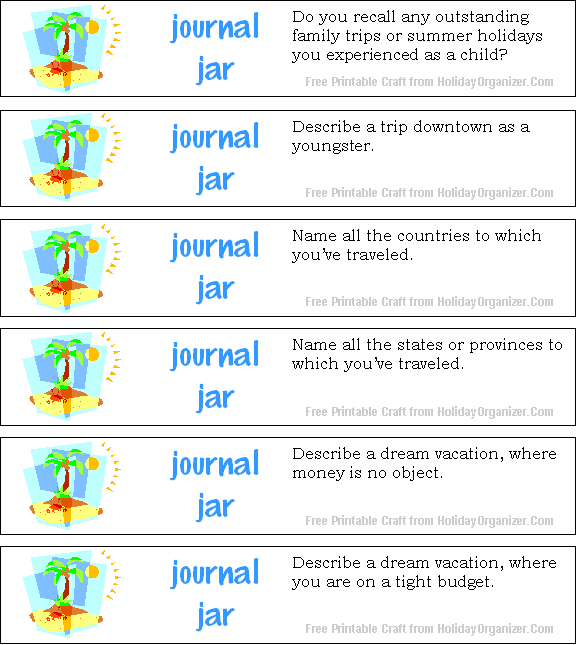 journal
jar
Do you recall any outstanding
family trips or summer holidays
you experienced as a child?
Free Printable Craft from HolidayOrganizer.Com
journal
jar
Describe a trip downtown as a
youngster.
Free Printable Craft from HolidayOrganizer.Com
journal
jar
Name all the countries to which
you've traveled.
Free Printable Craft from HolidayOrganizer.Com
journal
jar
Name all the states or provinces to
which you've traveled.
Free Printable Craft from HolidayOrganizer.Com
journal
jar
Describe a dream vacation, where
money is no object.
Free Printable Craft from HolidayOrganizer.Com
journal
jar
Describe a dream vacation, where
you are on a tight budget.
Free Printable Craft from HolidayOrganizer.Com